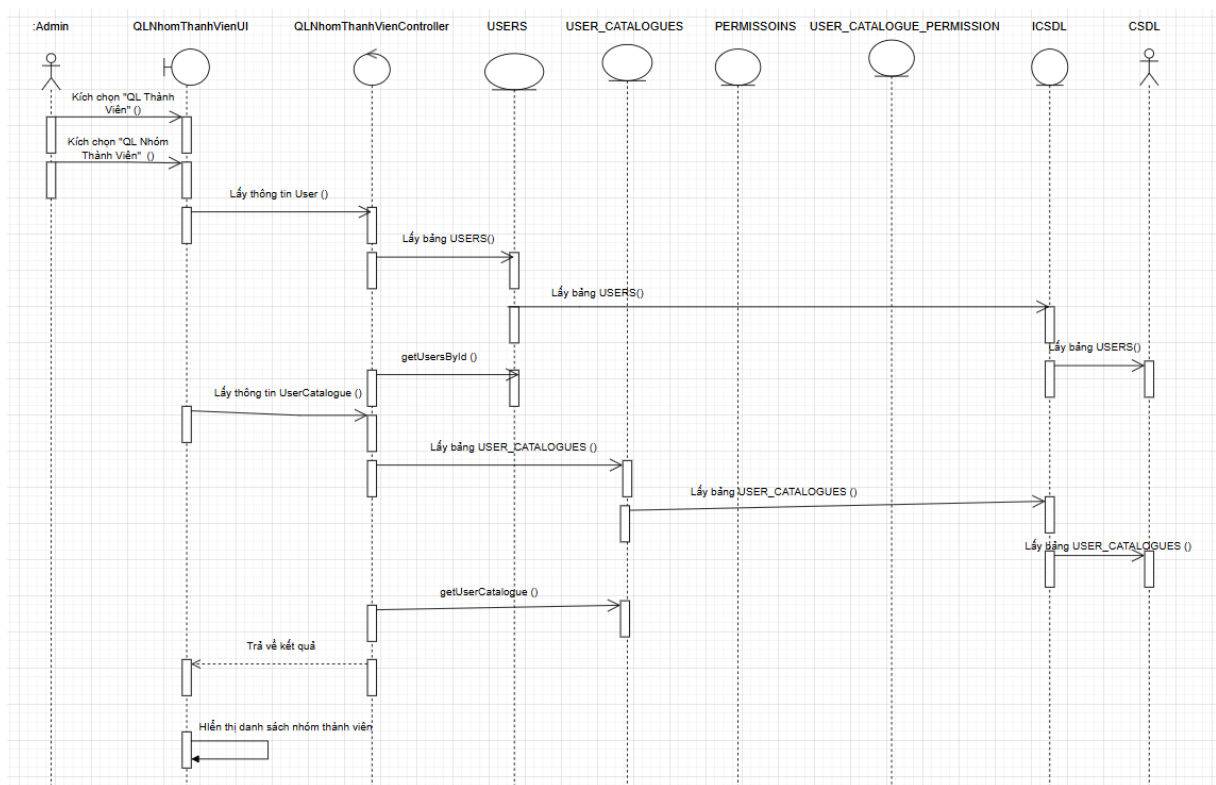 :Admin
QLNhomThanhVienUI
QLNhomThanhVienController
USERS
USER_CATALOGUES
PERMISSOINS
USER_CATALOGUE_PERMISSION
ICSDL
CSDL
Kích chọn "QL Thành
Viên" ()
Kích chọn "QL Nhóm
Thành Viên" ()
Lấy thông tin User ()
Lấy bảng USERS()
Lấy bảng USERS()
Lấy bảng USERS()
getUsersById ()
Lấy thông tin UserCatalogue ()
Lấy bảng USER_CATALOGUES ()
Lấy bảng USER_CATALOGUES ()
Lấy bảng USER_CATALOGUES ()
getUserCatalogue ()
Trả về kết quả
HIển thị danh sách nhóm thành viên